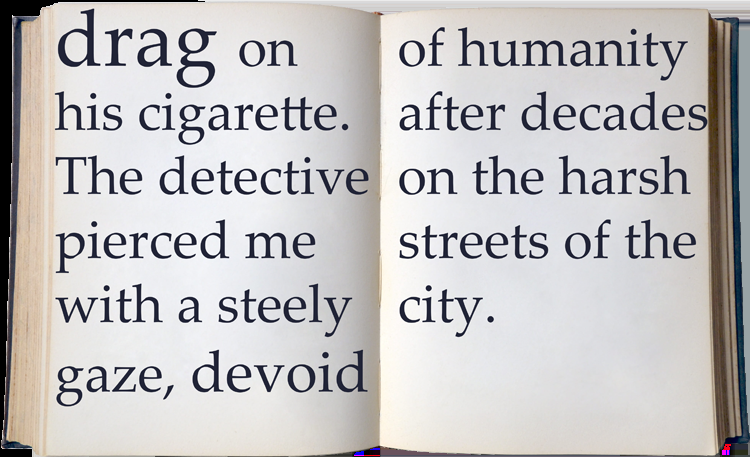 drag on
his cigarette.
The detective
pierced me
with a steely
gaze, devoid
of humanity
after decades
on the harsh
streets of the
city.